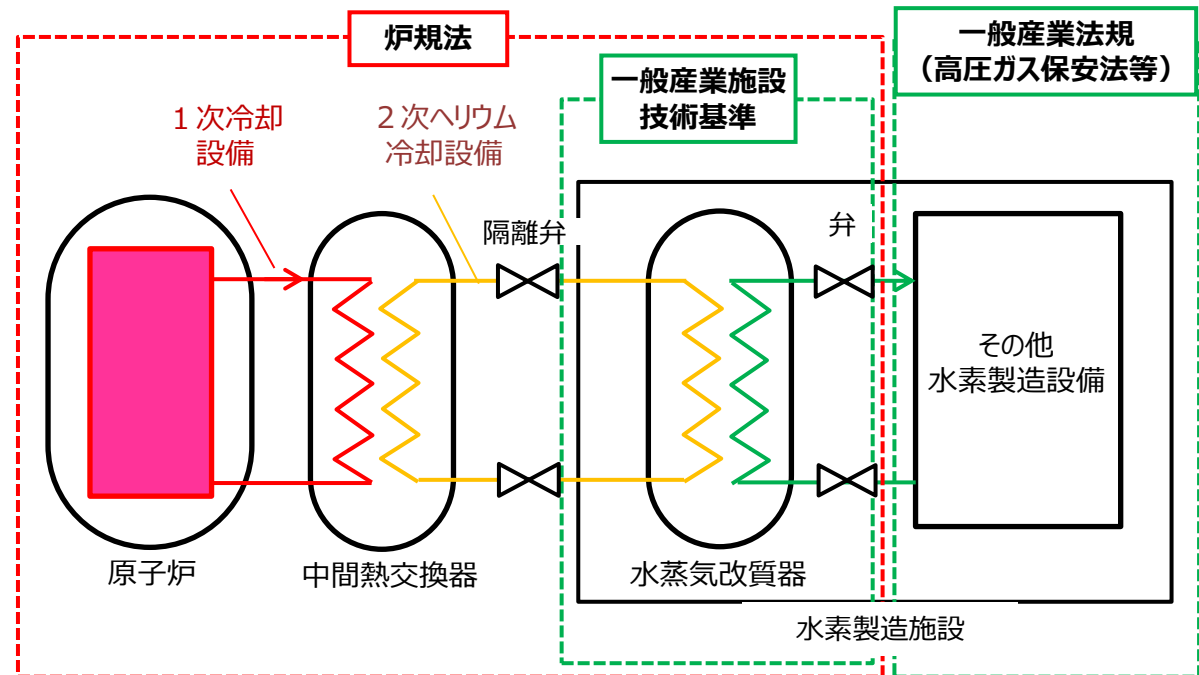 炉規法
一般産業法規
（高圧ガス保安法等）
一般産業施設
技術基準
１次冷却
設備
２次ヘリウム
冷却設備
隔離弁
弁
その他
水素製造設備
原子炉
中間熱交換器
水蒸気改質器
水素製造施設